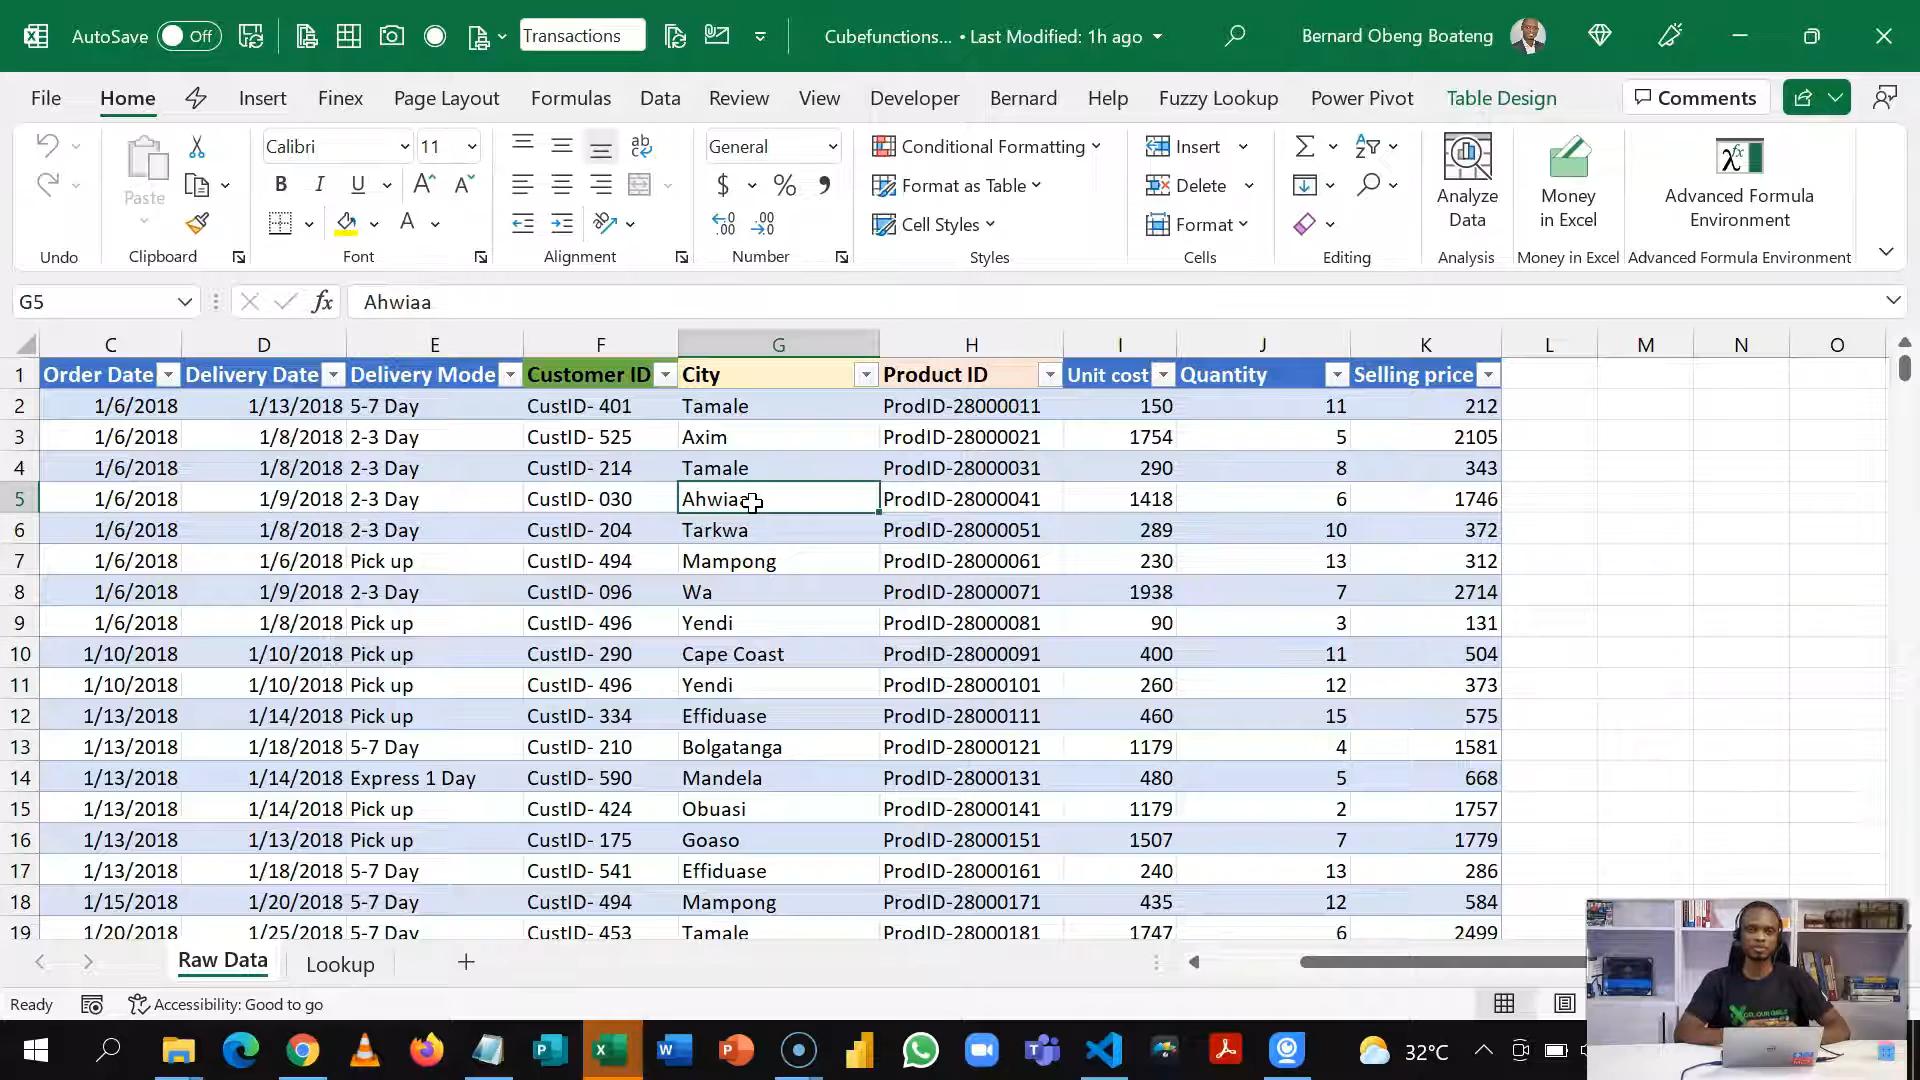 AutoSave Off Transactions Cubefunctions... • Last Modified: 1h ago Bernard Obeng Boateng
File Home Insert Finex Page Layout Formulas Data Review View Developer Bernard Help Fuzzy Lookup Power Pivot Table Design Comments
Calibri 11 General Conditional Formatting Insert
Paste B I U $ % Format as Table Delete Analyze Data Money in Excel Advanced Formula Environment
A Cell Styles Format
Undo Clipboard Font Alignment Number Styles Cells Editing Analysis Money in Excel Advanced Formula Environment
G5 fx Ahwiaa
C D E F G H I J K L M N O
1 Order Date Delivery Date Delivery Mode Customer ID City Product ID Unit cost Quantity Selling price
2 1/6/2018 1/13/2018 5-7 Day CustID- 401 Tamale ProdID-28000011 150 11 212
3 1/6/2018 1/8/2018 2-3 Day CustID- 525 Axim ProdID-28000021 1754 5 2105
4 1/6/2018 1/8/2018 2-3 Day CustID- 214 Tamale ProdID-28000031 290 8 343
5 1/6/2018 1/9/2018 2-3 Day CustID- 030 Ahwiaa ProdID-28000041 1418 6 1746
6 1/6/2018 1/8/2018 2-3 Day CustID- 204 Tarkwa ProdID-28000051 289 10 372
7 1/6/2018 1/6/2018 Pick up CustID- 494 Mampong ProdID-28000061 230 13 312
8 1/6/2018 1/9/2018 2-3 Day CustID- 096 Wa ProdID-28000071 1938 7 2714
9 1/6/2018 1/8/2018 Pick up CustID- 496 Yendi ProdID-28000081 90 3 131
10 1/10/2018 1/10/2018 Pick up CustID- 290 Cape Coast ProdID-28000091 400 11 504
11 1/10/2018 1/10/2018 Pick up CustID- 496 Yendi ProdID-28000101 260 12 373
12 1/13/2018 1/14/2018 Pick up CustID- 334 Effiduase ProdID-28000111 460 15 575
13 1/13/2018 1/18/2018 5-7 Day CustID- 210 Bolgatanga ProdID-28000121 1179 4 1581
14 1/13/2018 1/14/2018 Express 1 Day CustID- 590 Mandela ProdID-28000131 480 5 668
15 1/13/2018 1/14/2018 Pick up CustID- 424 Obuasi ProdID-28000141 1179 2 1757
16 1/13/2018 1/13/2018 Pick up CustID- 175 Goaso ProdID-28000151 1507 7 1779
17 1/13/2018 1/18/2018 5-7 Day CustID- 541 Effiduase ProdID-28000161 240 13 286
18 1/15/2018 1/20/2018 5-7 Day CustID- 494 Mampong ProdID-28000171 435 12 584
19 1/20/2018 1/25/2018 5-7 Day CustID- 453 Tamale ProdID-28000181 1747 6 2499
Raw Data Lookup
Ready Accessibility: Good to go
32°C